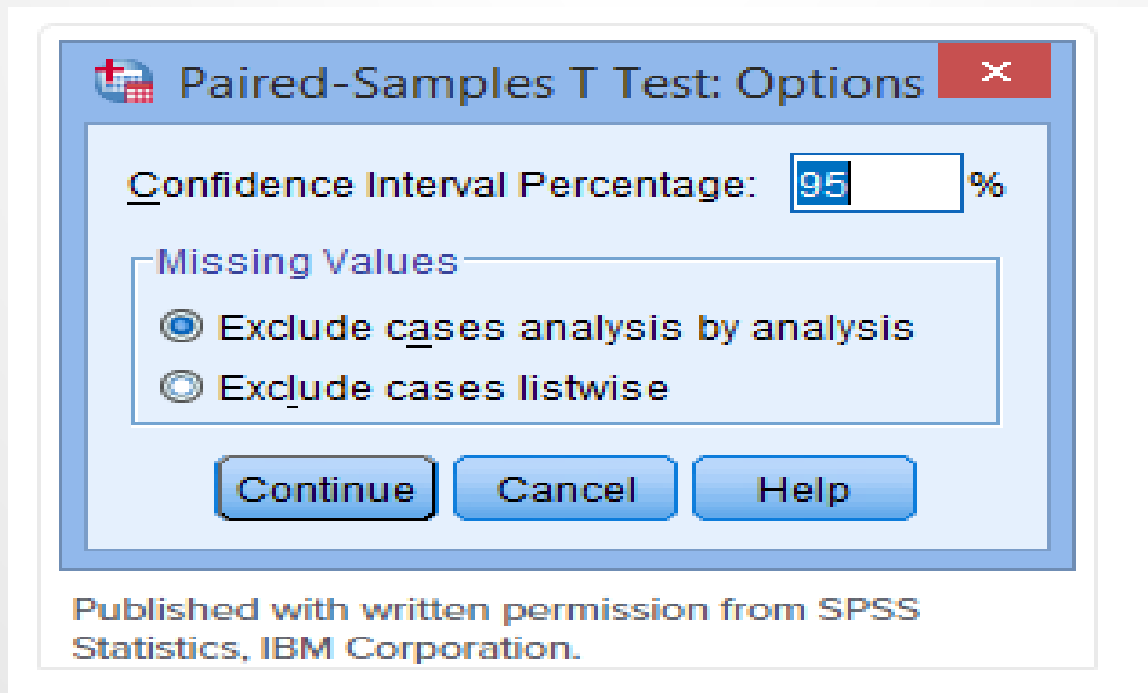 Paired-Samples T Test: Options
Confidence Interval Percentage: 95 %
Missing Values
Exclude cases analysis by analysis
Exclude cases listwise
Continue Cancel Help
Published with written permission from SPSS
Statistics, IBM Corporation.